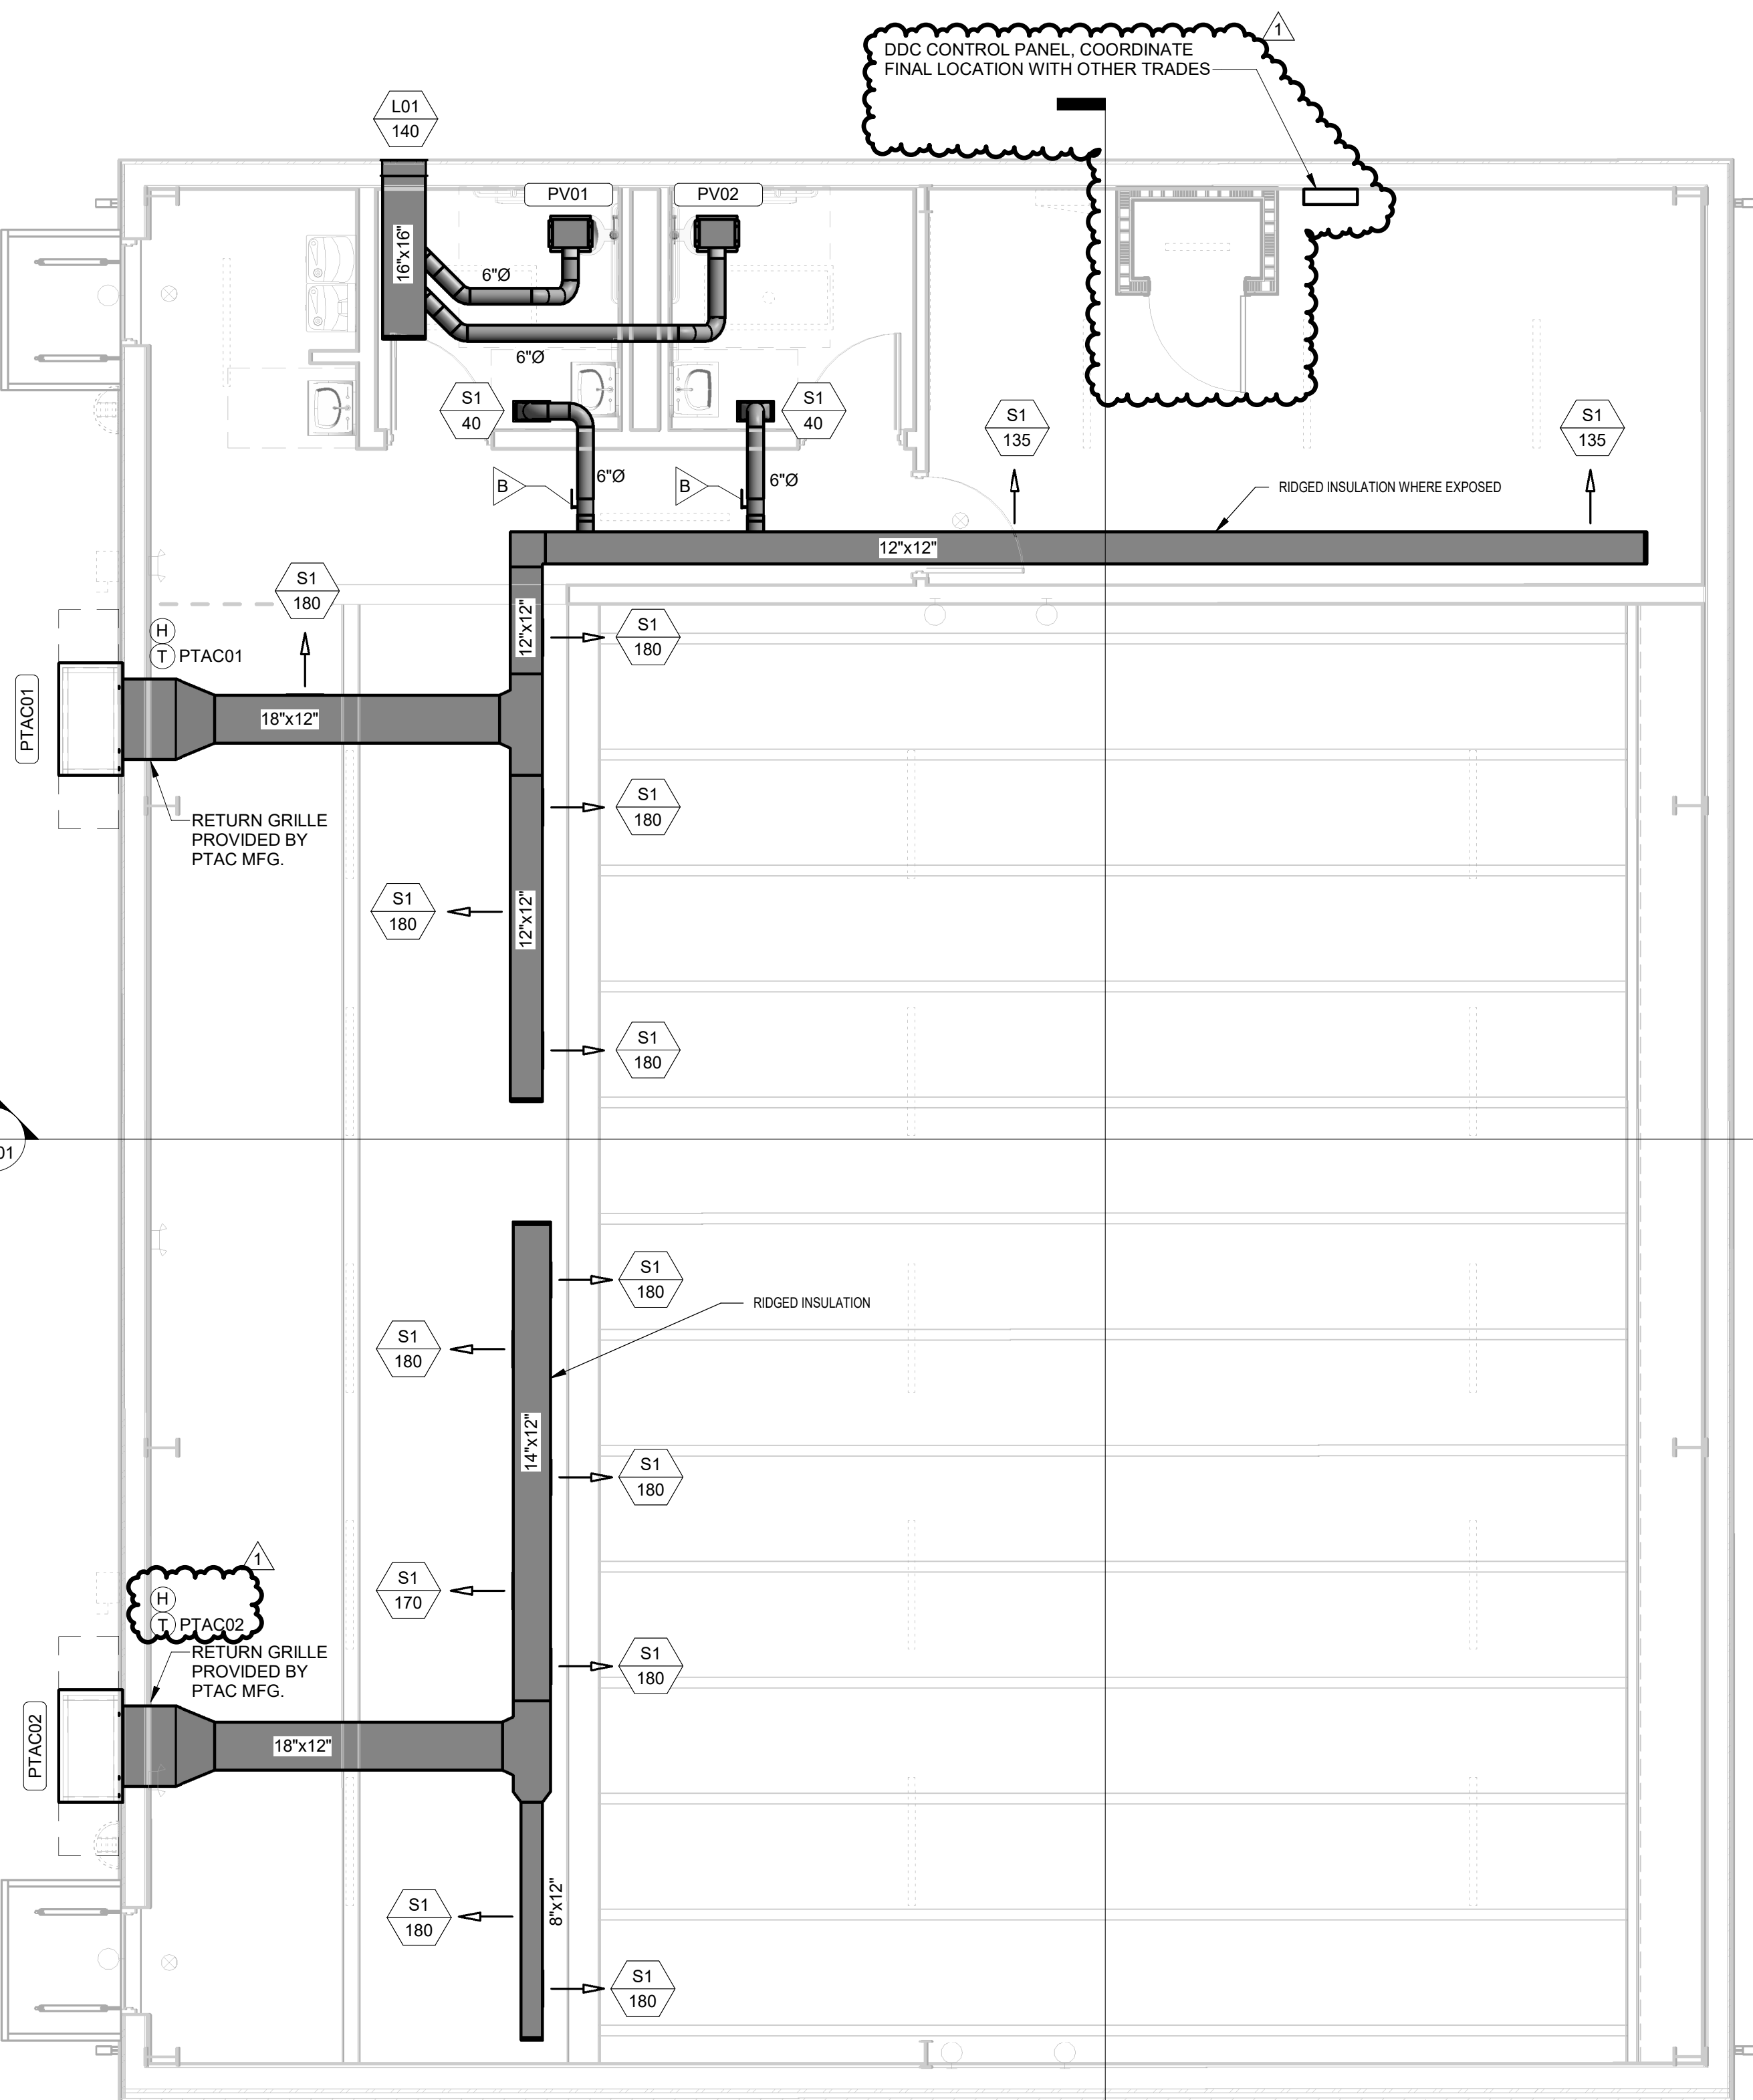 1
DDC CONTROL PANEL, COORDINATE
FINAL LOCATION WITH OTHER TRADES
L01
140
PV01
PV02
16"x16"
6"Ø
6"Ø
S1
40
S1
40
S1
135
S1
135
B
6"Ø
B
6"Ø
RIDGED INSULATION WHERE EXPOSED
12"x12"
S1
180
12"x12"
S1
180
H
T
PTAC01
PTAC01
18"x12"
S1
180
RETURN GRILLE
PROVIDED BY
PTAC MFG.
S1
180
12"x12"
S1
180
01
S1
180
RIDGED INSULATION
S1
180
14"x12"
S1
180
1
S1
170
H
T
PTAC02
RETURN GRILLE
PROVIDED BY
PTAC MFG.
S1
180
PTAC02
18"x12"
S1
180
8"x12"
S1
180